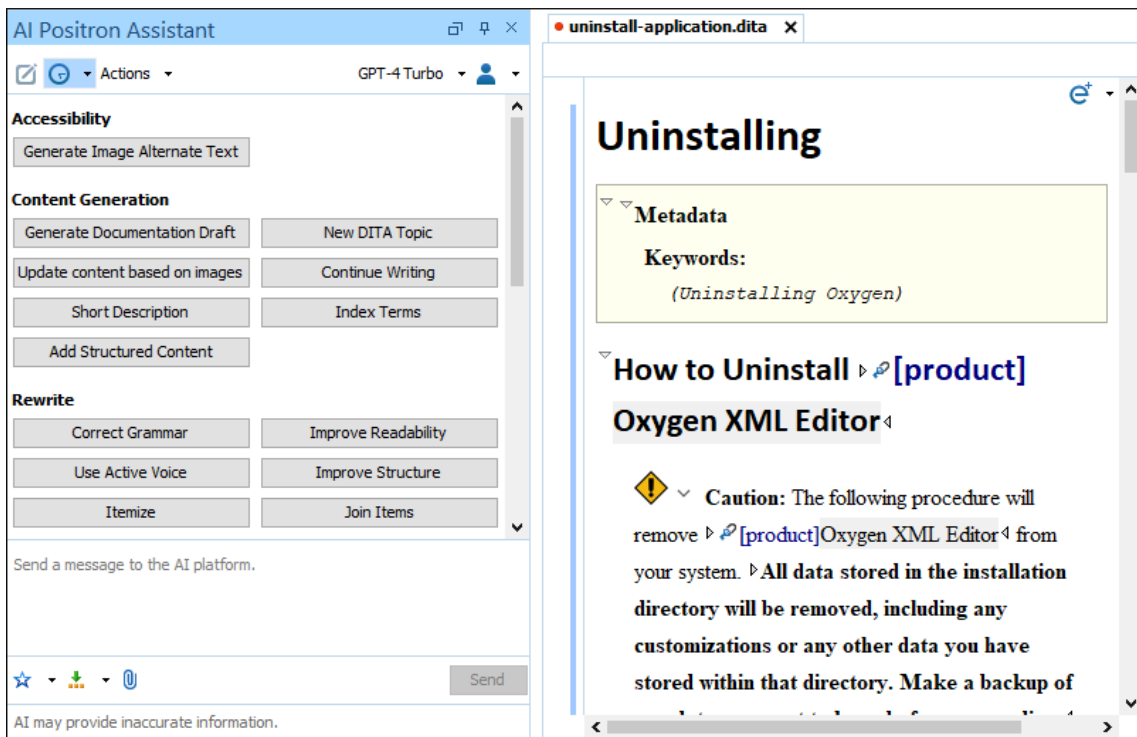 AI Positron Assistant
Actions
GPT-4 Turbo
Accessibility
Generate Image Alternate Text
Content Generation
Generate Documentation Draft
New DITA Topic
Update content based on images
Continue Writing
Short Description
Index Terms
Add Structured Content
Rewrite
Correct Grammar
Improve Readability
Use Active Voice
Improve Structure
Itemize
Join Items
Send a message to the AI platform.
Send
AI may provide inaccurate information.
uninstall-application.dita
Uninstalling
Metadata
Keywords:
(Uninstalling Oxygen)
How to Uninstall [product]
Oxygen XML Editor
Caution: The following procedure will
remove [product]Oxygen XML Editor from
your system. All data stored in the installation
directory will be removed, including any
customizations or any other data you have
stored within that directory. Make a backup of